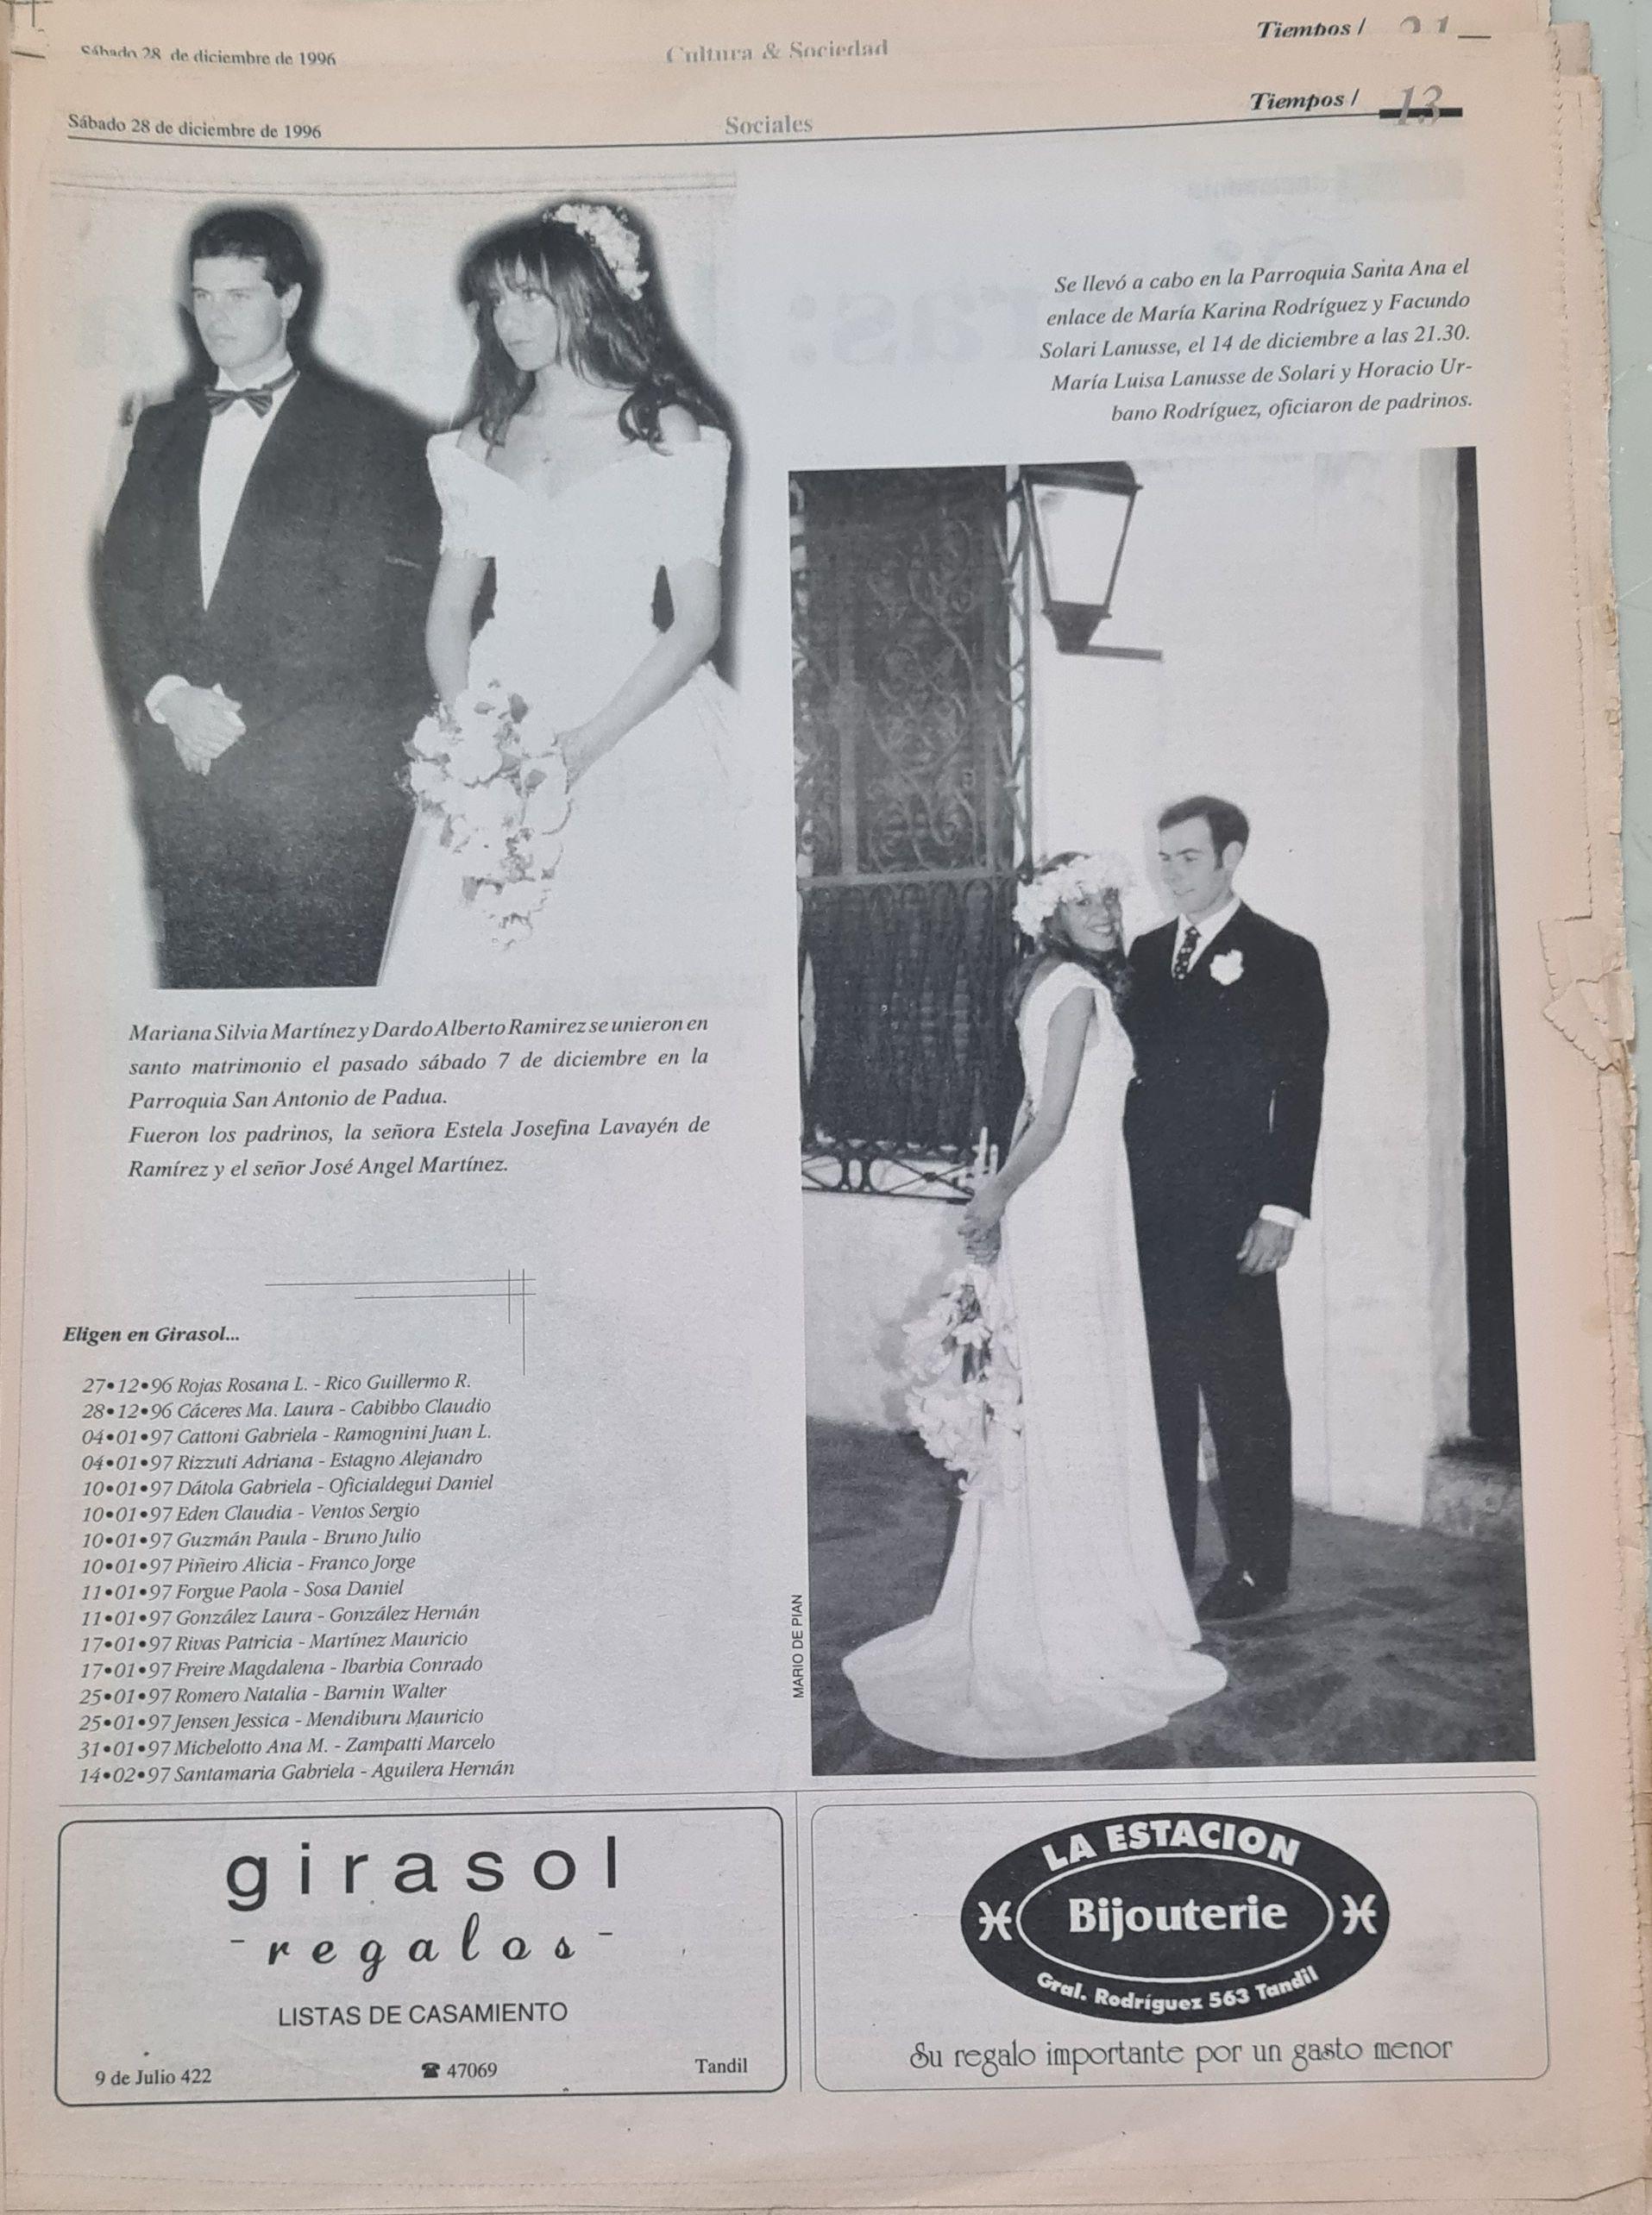 Sábado 28 de diciembre de 1996
Cultura & Sociedad
Tiempos /
Sábado 28 de diciembre de 1996
Sociales
Tiempos / 13
Se llevó a cabo en la Parroquia Santa Ana el
enlace de María Karina Rodríguez y Facundo
Solari Lanusse, el 14 de diciembre a las 21.30.
María Luisa Lanusse de Solari y Horacio Ur-
bano Rodríguez, oficiaron de padrinos.
Mariana Silvia Martínez y Dardo Alberto Ramirez se unieron en
santo matrimonio el pasado sábado 7 de diciembre en la
Parroquia San Antonio de Padua.
Fueron los padrinos, la señora Estela Josefina Lavayén de
Ramírez y el señor José Angel Martínez.
Eligen en Girasol...
27•12•96 Rojas Rosana L. - Rico Guillermo R.
28•12•96 Cáceres Ma. Laura - Cabibbo Claudio
04•01•97 Cattoni Gabriela - Ramognini Juan L.
04•01•97 Rizzuti Adriana - Estagno Alejandro
10•01•97 Dátola Gabriela - Oficialdegui Daniel
10•01•97 Eden Claudia - Ventos Sergio
10•01•97 Guzmán Paula - Bruno Julio
10•01•97 Piñeiro Alicia - Franco Jorge
11•01•97 Forgue Paola - Sosa Daniel
11•01•97 González Laura - González Hernán
17•01•97 Rivas Patricia - Martínez Mauricio
17•01•97 Freire Magdalena - Ibarbia Conrado
25•01•97 Romero Natalia - Barnin Walter
25•01•97 Jensen Jessica - Mendiburu Mauricio
31•01•97 Michelotto Ana M. - Zampatti Marcelo
14•02•97 Santamaria Gabriela - Aguilera Hernán
MARIO DE PIAN
girasol
- regalos -
LISTAS DE CASAMIENTO
9 de Julio 422 ☎ 47069 Tandil
LA ESTACION
♓ Bijouterie ♓
Gral. Rodríguez 563 Tandil
Su regalo importante por un gasto menor